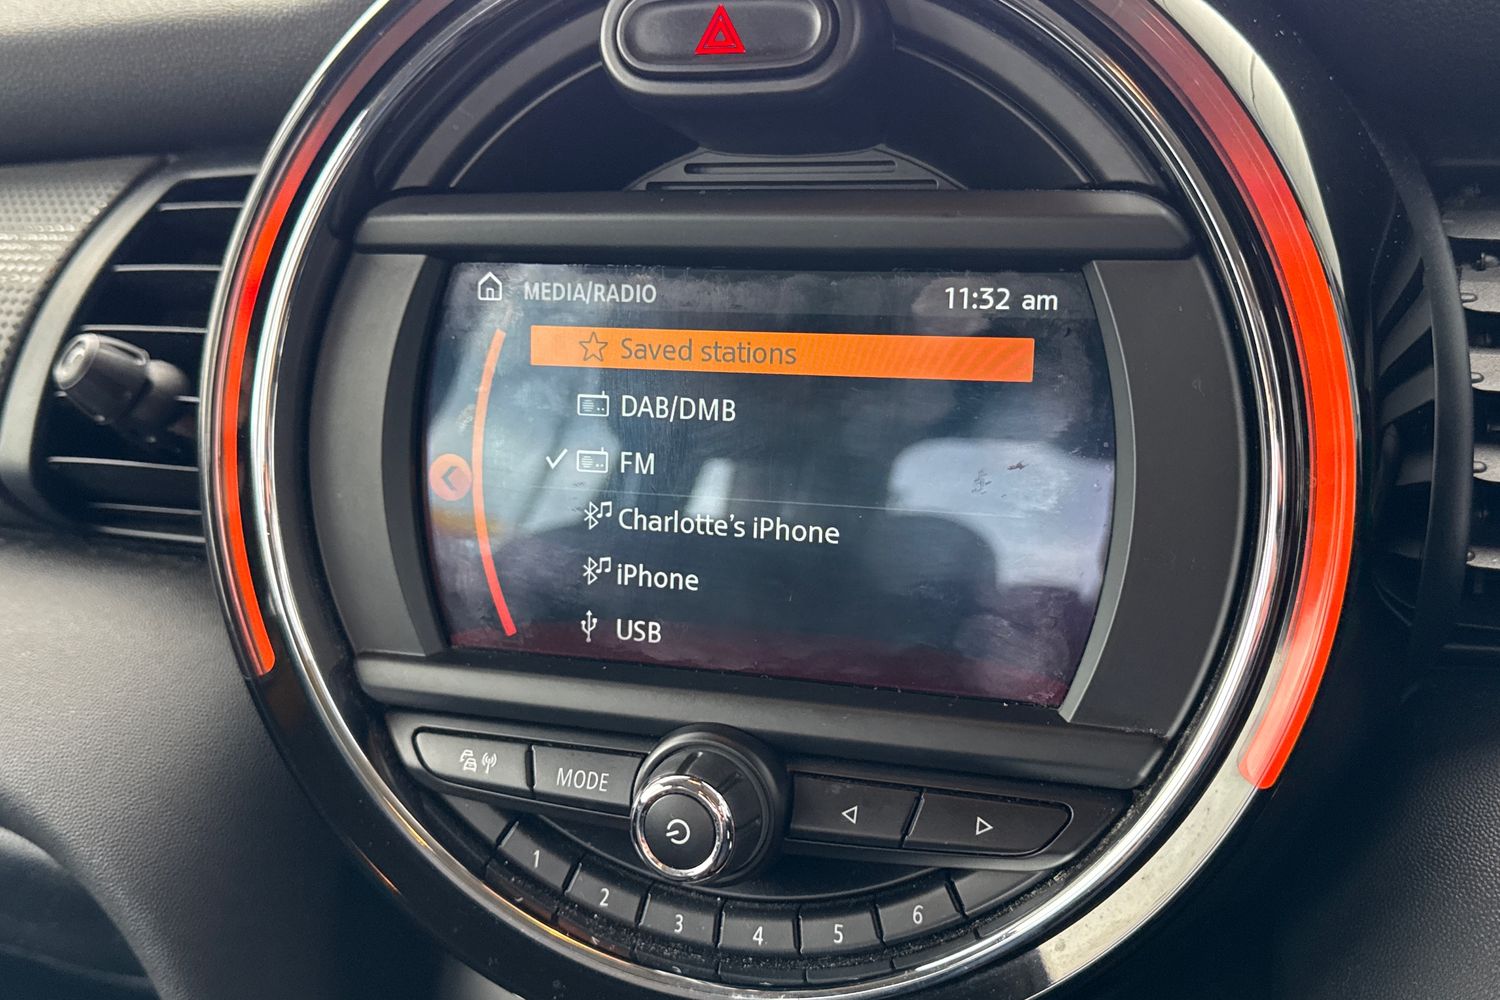 MEDIA/RADIO 11:32 am
Saved stations
DAB/DMB
FM
Charlotte's iPhone
iPhone
USB
MODE
1 2 3 4 5 6